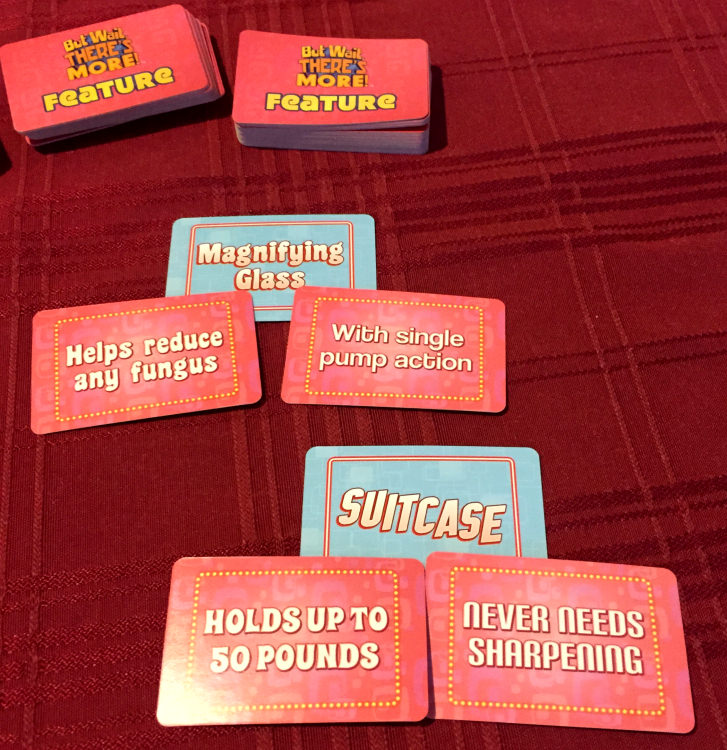 But Wait
THERE'S
MORE!
FEATURE
But Wait
THERE'S
MORE!
FEATURE
Magnifying
Glass
Helps reduce
any fungus
With single
pump action
SUITCASE
HOLDS UP TO
50 POUNDS
NEVER NEEDS
SHARPENING